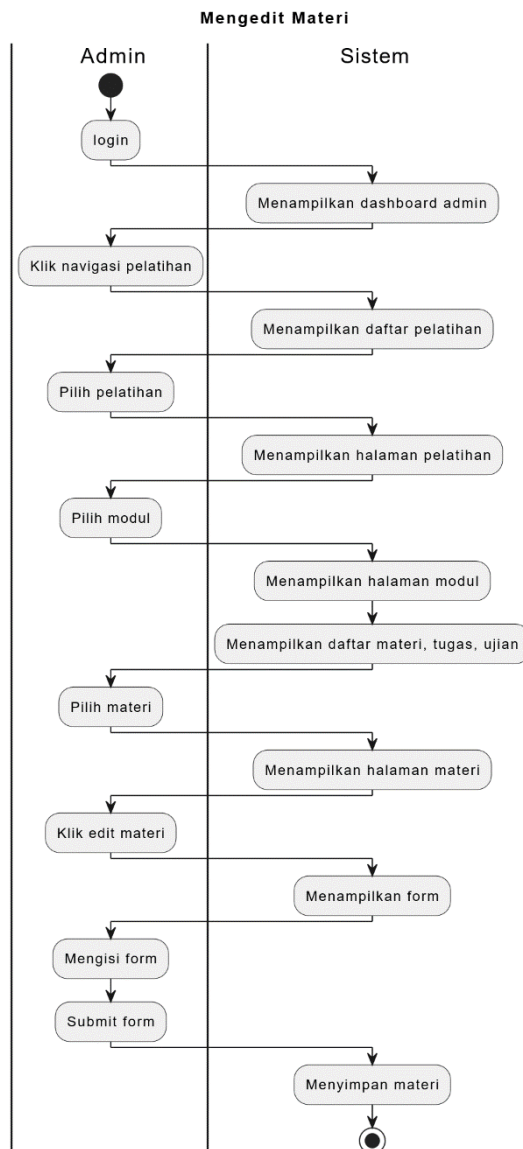 Mengedit Materi
Admin
Sistem
login
Menampilkan dashboard admin
Klik navigasi pelatihan
Menampilkan daftar pelatihan
Pilih pelatihan
Menampilkan halaman pelatihan
Pilih modul
Menampilkan halaman modul
Menampilkan daftar materi, tugas, ujian
Pilih materi
Menampilkan halaman materi
Klik edit materi
Menampilkan form
Mengisi form
Submit form
Menyimpan materi